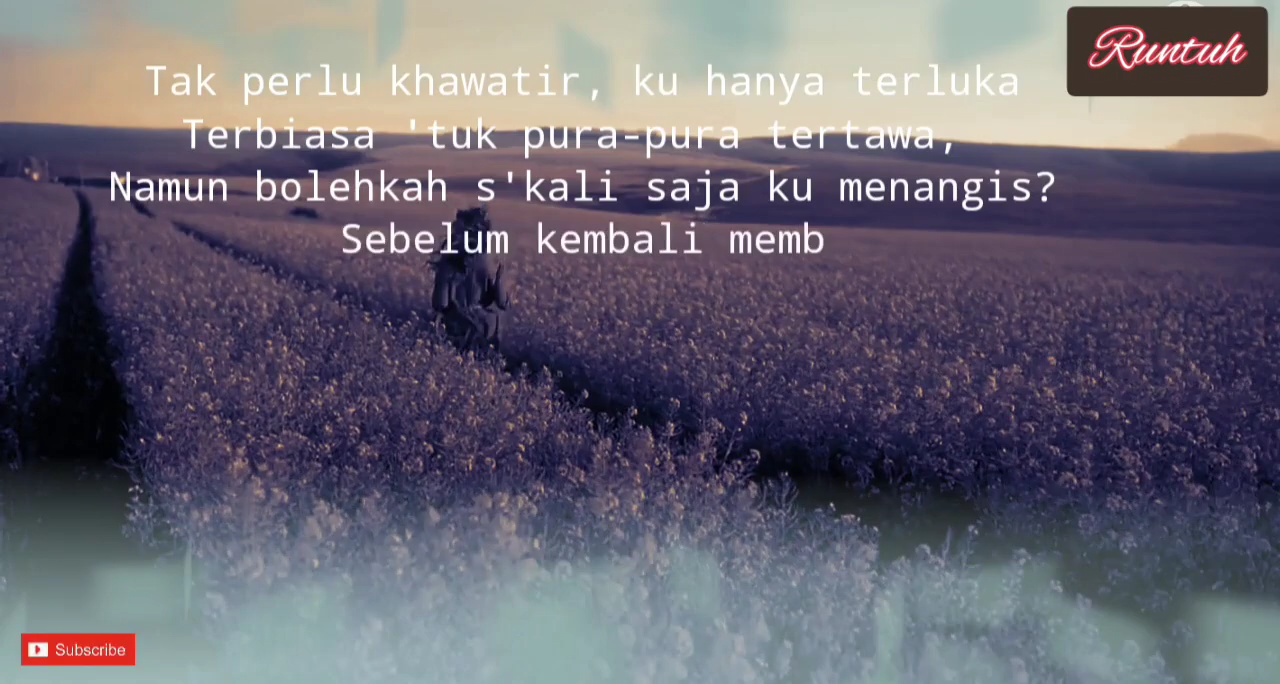 Runtuh
Tak perlu khawatir, ku hanya terluka
Terbiasa 'tuk pura-pura tertawa,
Namun bolehkah s'kali saja ku menangis?
Sebelum kembali memb
Subscribe